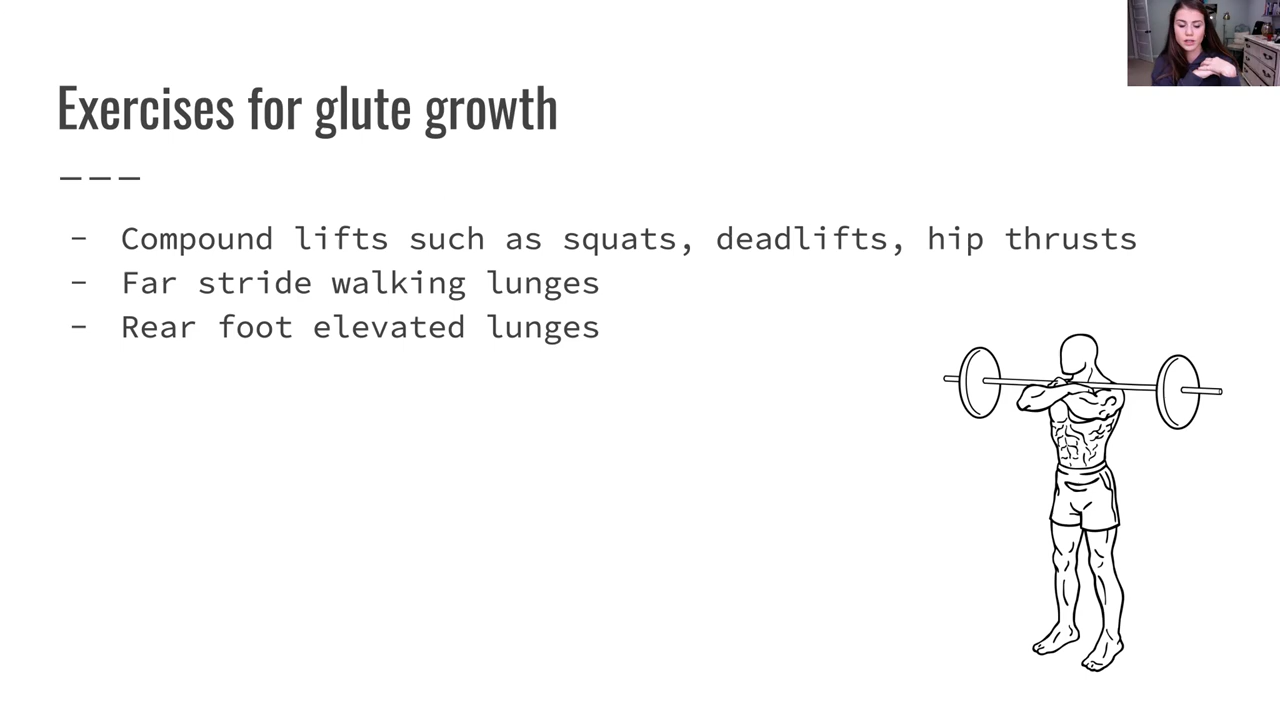 Exercises for glute growth
- Compound lifts such as squats, deadlifts, hip thrusts
- Far stride walking lunges
- Rear foot elevated lunges